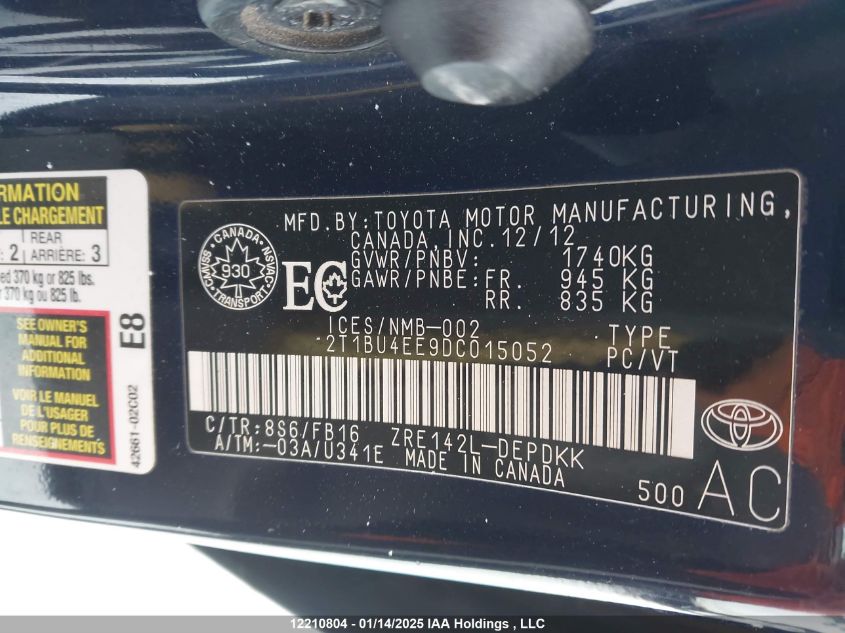 RMATION
LE CHARGEMENT
: 2 REAR ARRIÈRE: 3
ed 370 kg or 825 lbs.
370 kg ou 825 lb.
SEE OWNER'S
MANUAL FOR
ADDITIONAL
INFORMATION
VOIR LE MANUEL
DE L'USAGER
POUR PLUS DE
RENSEIGNEMENTS
E8
42661-02C02
MFD.BY:TOYOTA MOTOR MANUFACTURING,
CANADA,INC.12/12
GVWR/PNBV: 1740KG
GAWR/PNBE:FR. 945 KG
RR. 835 KG
CANADA
CMVSS
NSVAC
930
TRANSPORT
EC
ICES/NMB-002
2T1BU4EE9DC015052
TYPE
PC/VT
C/TR:8S6/FB16 ZRE142L-DEPDKK
A/TM:-03A/U341E MADE IN CANADA
500 AC
12210804 - 01/14/2025 IAA Holdings , LLC